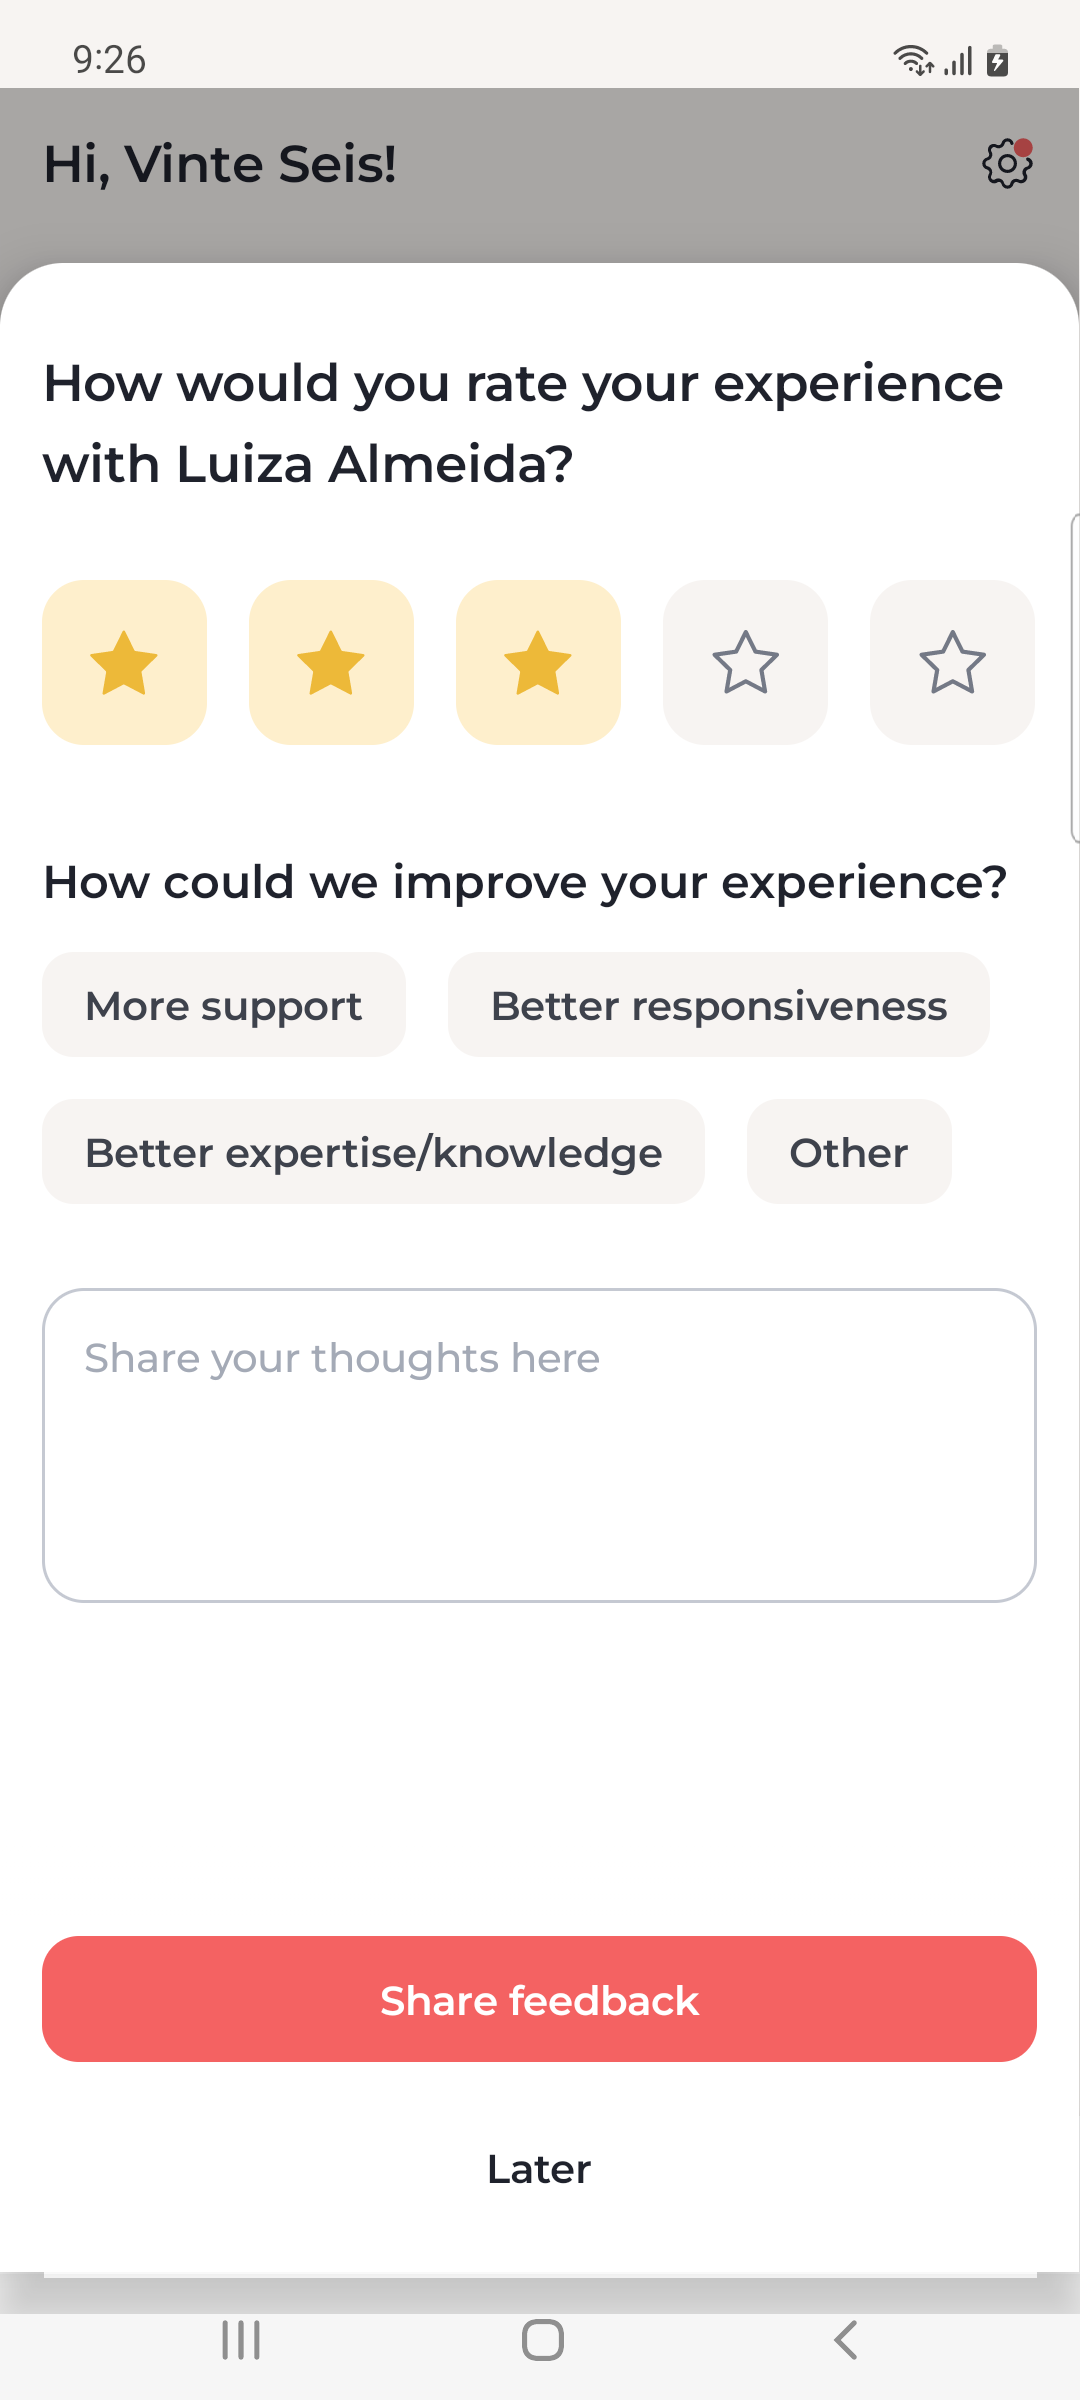 9:26
Hi, Vinte Seis!
How would you rate your experience
with Luiza Almeida?
How could we improve your experience?
More support
Better responsiveness
Better expertise/knowledge
Other
Share your thoughts here
Share feedback
Later